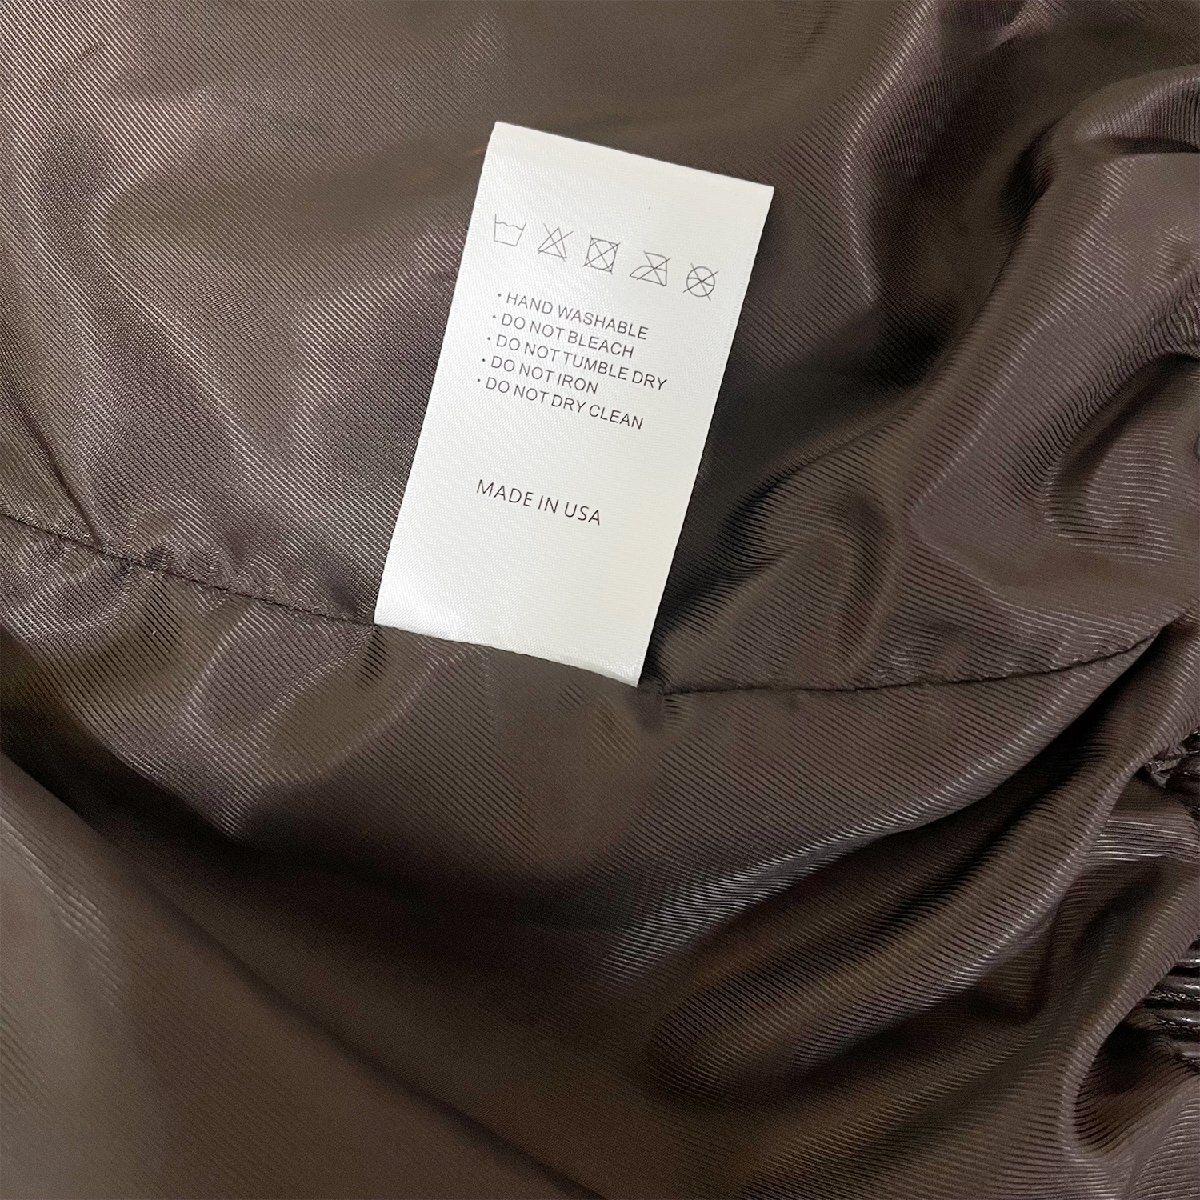 • HAND WASHABLE
• DO NOT BLEACH
• DO NOT TUMBLE DRY
• DO NOT IRON
• DO NOT DRY CLEAN
MADE IN USA